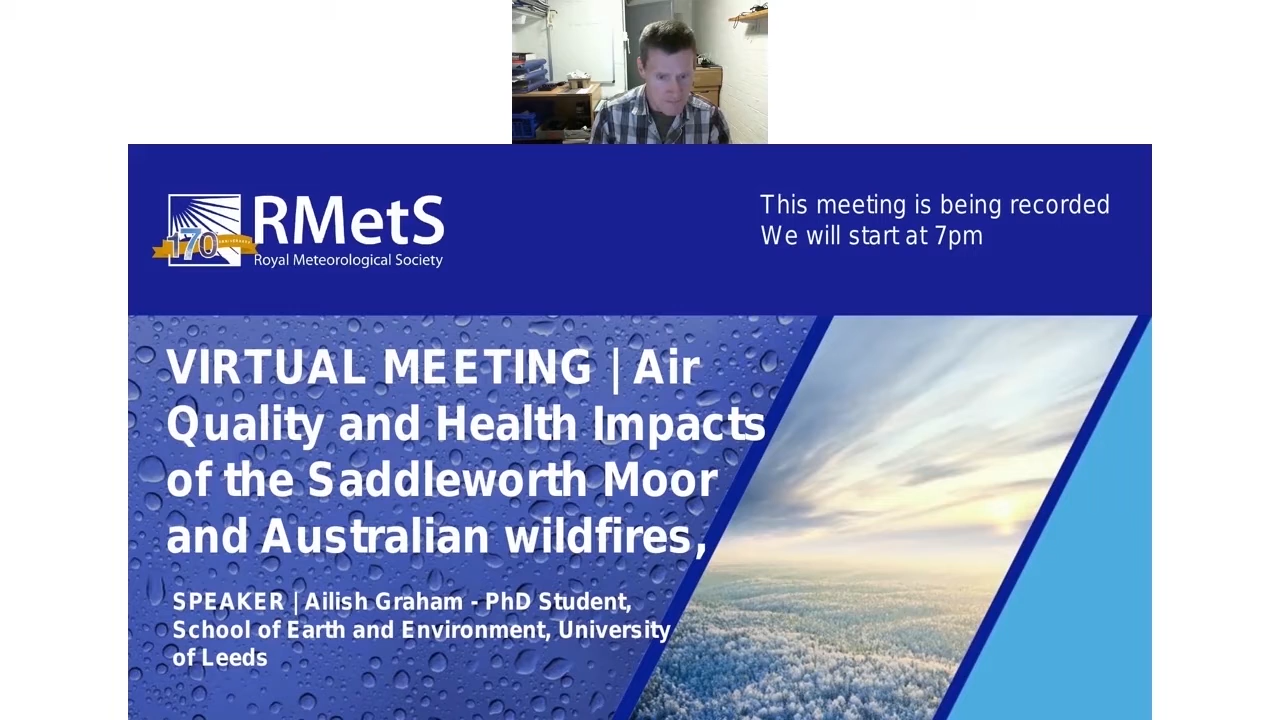 RMetS
170 ANNIVERSARY
Royal Meteorological Society
This meeting is being recorded
We will start at 7pm
VIRTUAL MEETING | Air
Quality and Health Impacts
of the Saddleworth Moor
and Australian wildfires,
SPEAKER | Ailish Graham - PhD Student,
School of Earth and Environment, University
of Leeds